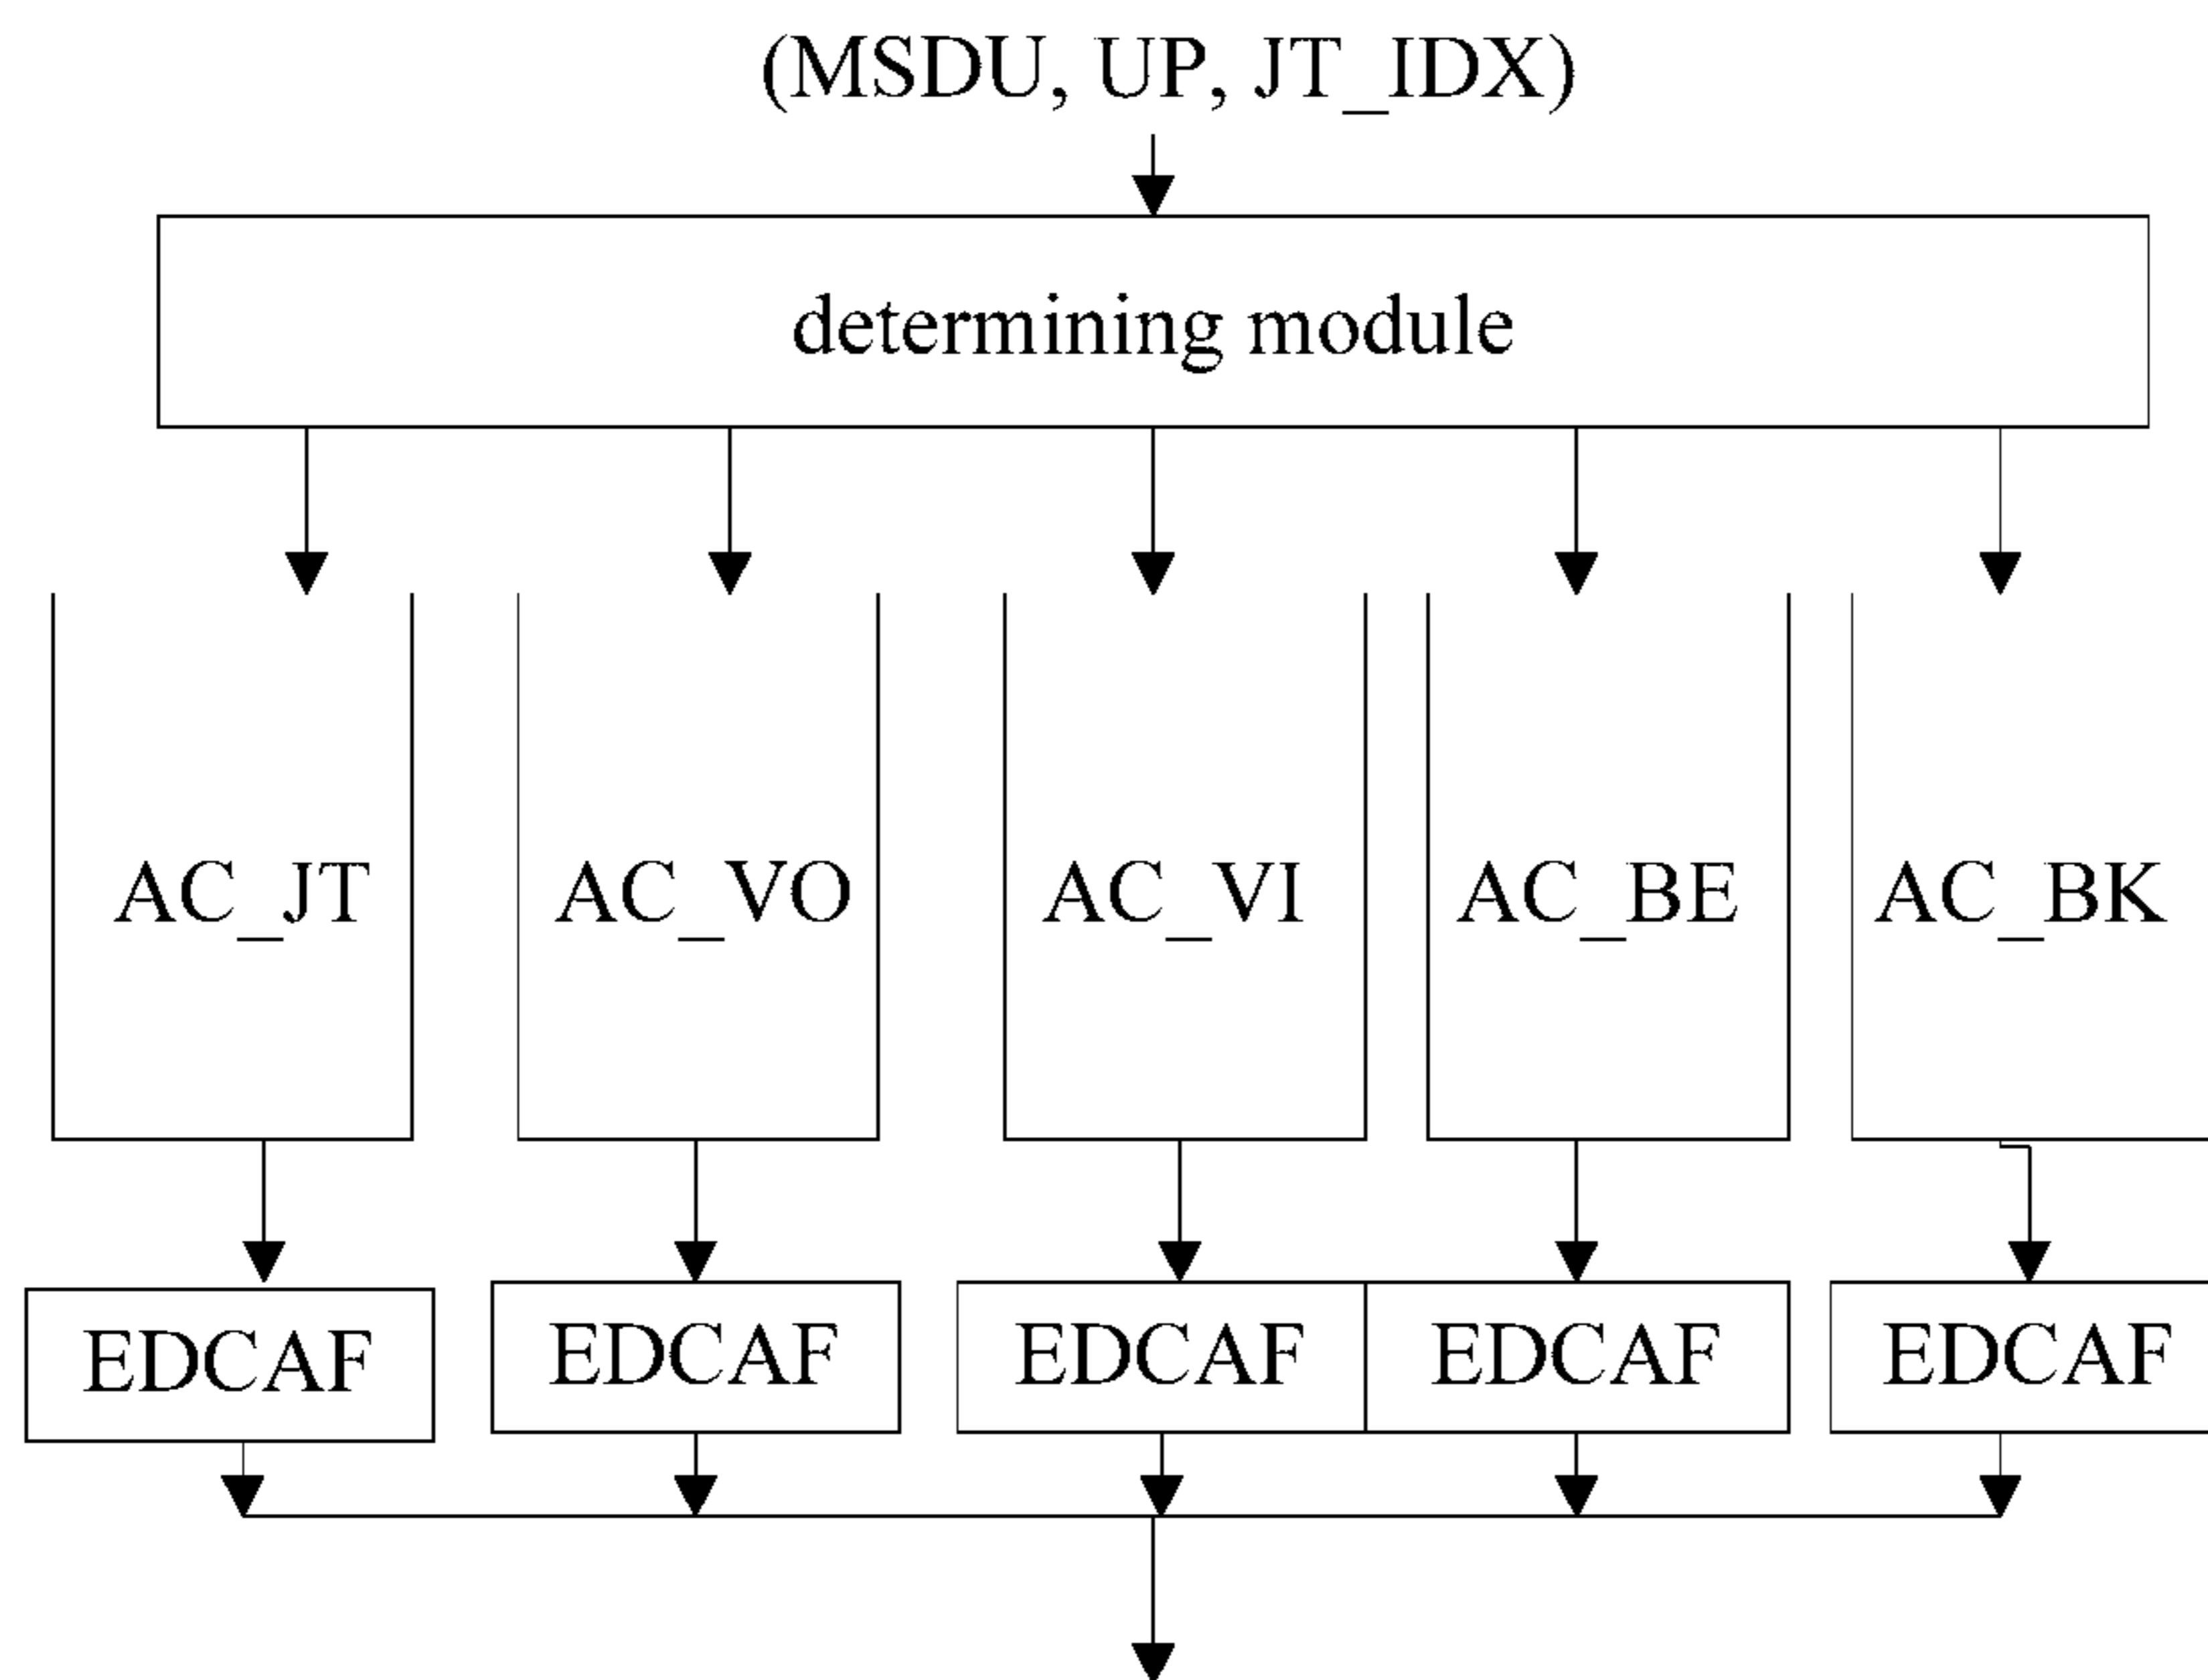 (MSDU, UP, JT_IDX)
determining module
AC_JT
AC_VO
AC_VI
AC_BE
AC_BK
EDCAF
EDCAF
EDCAF
EDCAF
EDCAF